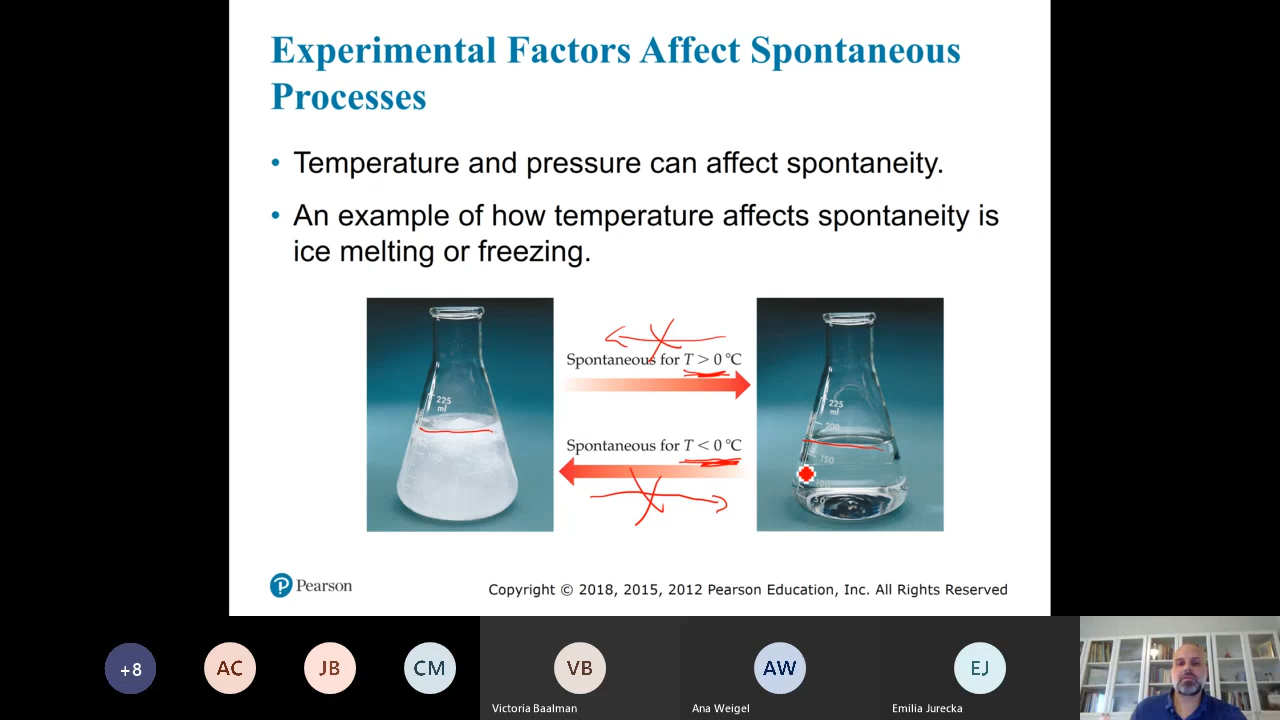 Experimental Factors Affect Spontaneous
Processes
• Temperature and pressure can affect spontaneity.
• An example of how temperature affects spontaneity is
ice melting or freezing.
Spontaneous for T > 0 °C
Spontaneous for T < 0 °C
225
ml
150
225
ml
200
150
50
Pearson
Copyright © 2018, 2015, 2012 Pearson Education, Inc. All Rights Reserved
+8
AC
JB
CM
VB
AW
EJ
Victoria Baalman
Ana Weigel
Emilia Jurecka